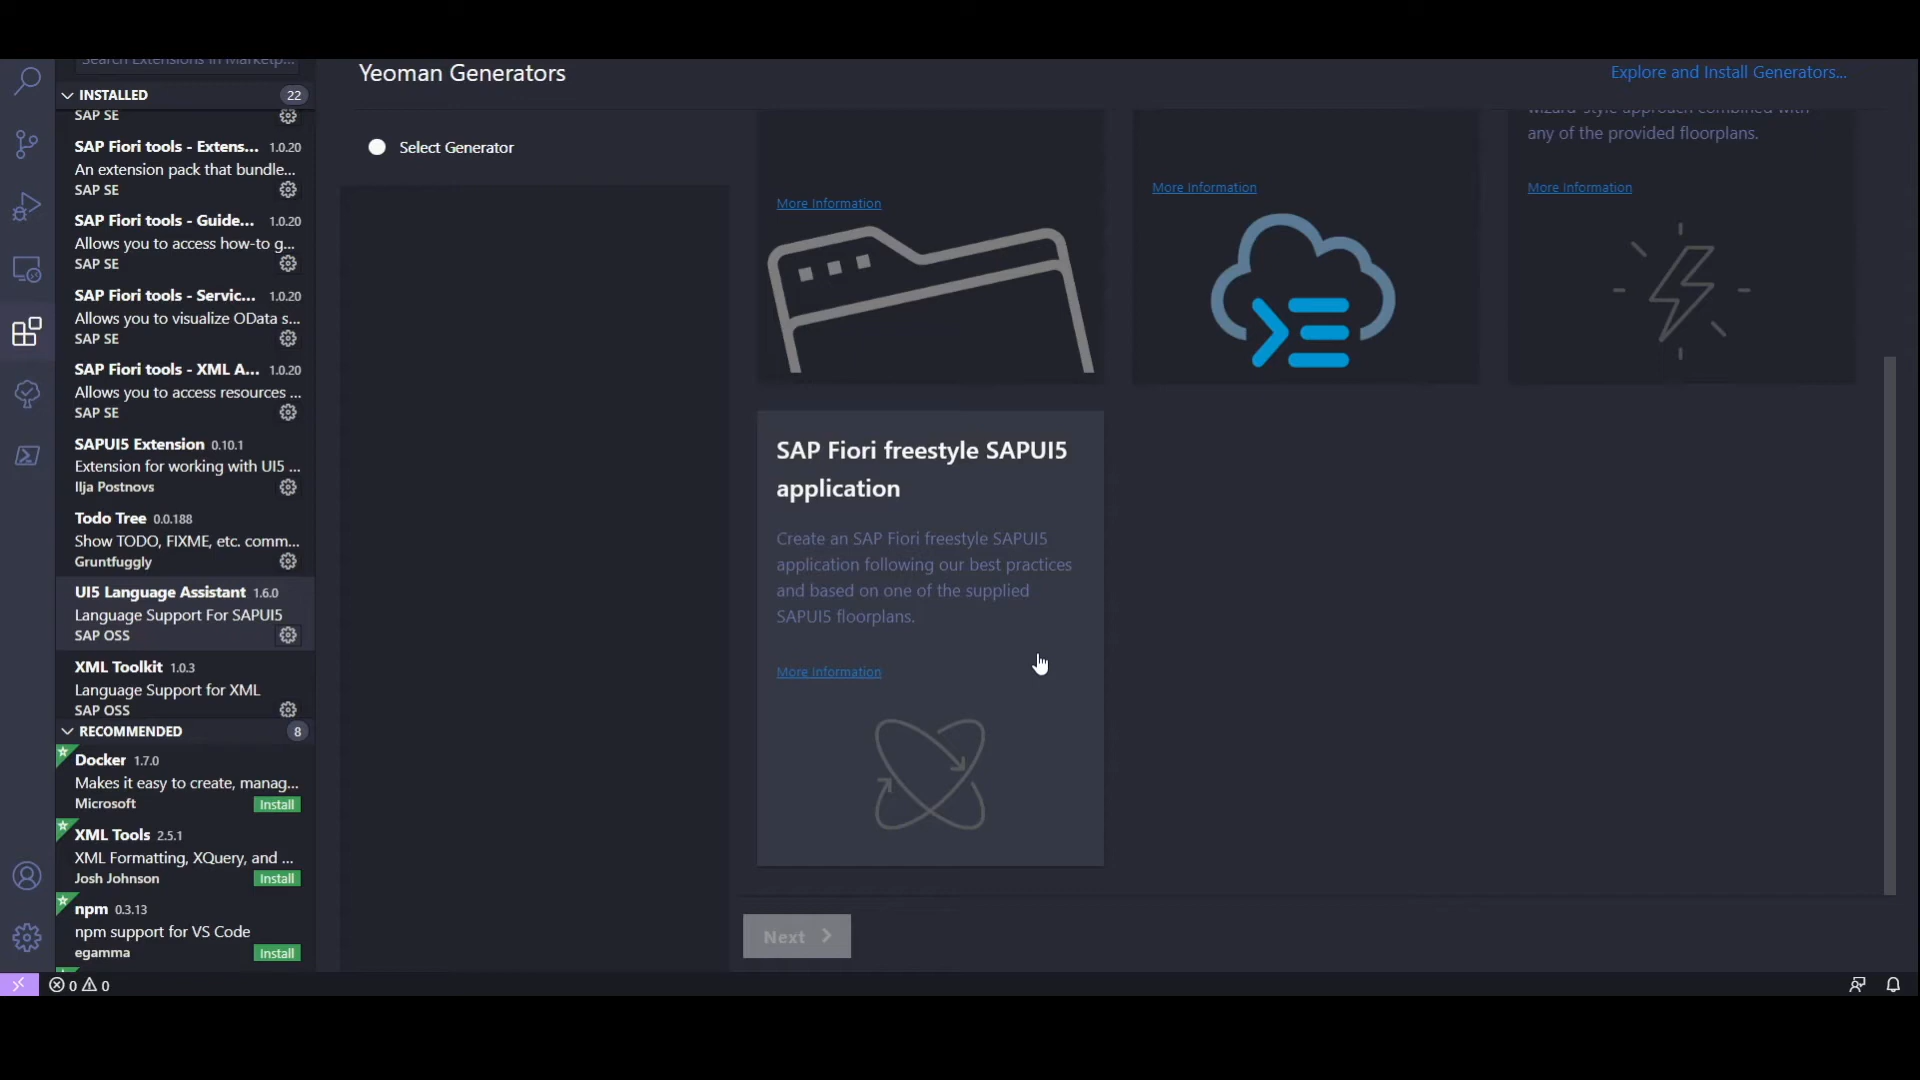 Search Extensions in Marketp...
INSTALLED 22
SAP SE
SAP Fiori tools - Extens... 1.0.20
An extension pack that bundle...
SAP SE
SAP Fiori tools - Guide... 1.0.20
Allows you to access how-to g...
SAP SE
SAP Fiori tools - Servic... 1.0.20
Allows you to visualize OData s...
SAP SE
SAP Fiori tools - XML A... 1.0.20
Allows you to access resources ...
SAP SE
SAPUI5 Extension 0.10.1
Extension for working with UI5 ...
Ilja Postnovs
Todo Tree 0.0.188
Show TODO, FIXME, etc. comm...
Gruntfuggly
UI5 Language Assistant 1.6.0
Language Support For SAPUI5
SAP OSS
XML Toolkit 1.0.3
Language Support for XML
SAP OSS
RECOMMENDED 8
Docker 1.7.0
Makes it easy to create, manag...
Microsoft Install
XML Tools 2.5.1
XML Formatting, XQuery, and ...
Josh Johnson Install
npm 0.3.13
npm support for VS Code
egamma Install
0 0
Yeoman Generators
Explore and Install Generators...
Select Generator
More Information
More Information
wizard-style approach combined with
any of the provided floorplans.
More Information
SAP Fiori freestyle SAPUI5
application
Create an SAP Fiori freestyle SAPUI5
application following our best practices
and based on one of the supplied
SAPUI5 floorplans.
More Information
Next